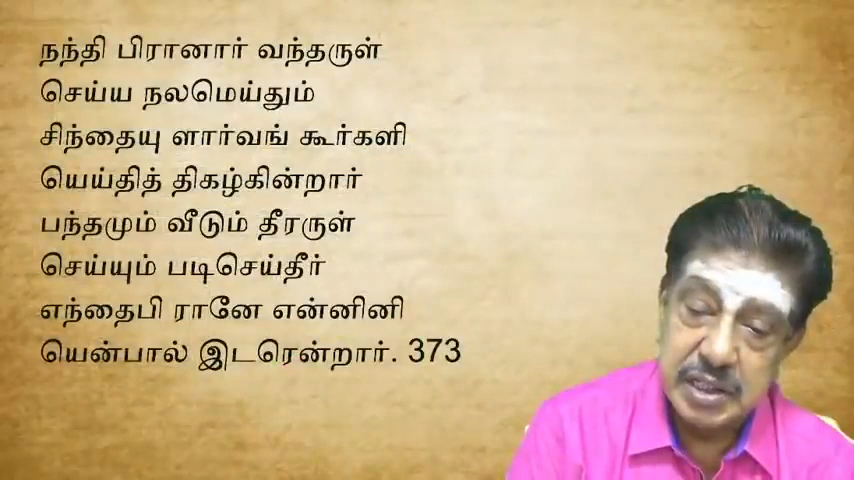 நந்தி பிரானார் வந்தருள்
செய்ய நலமெய்தும்
சிந்தையு ளார்வங் கூர்களி
யெய்தித் திகழ்கின்றார்
பந்தமும் வீடும் தீரருள்
செய்யும் படிசெய்தீர்
எந்தைபி ரானே என்னினி
யென்பால் இடரென்றார். 373